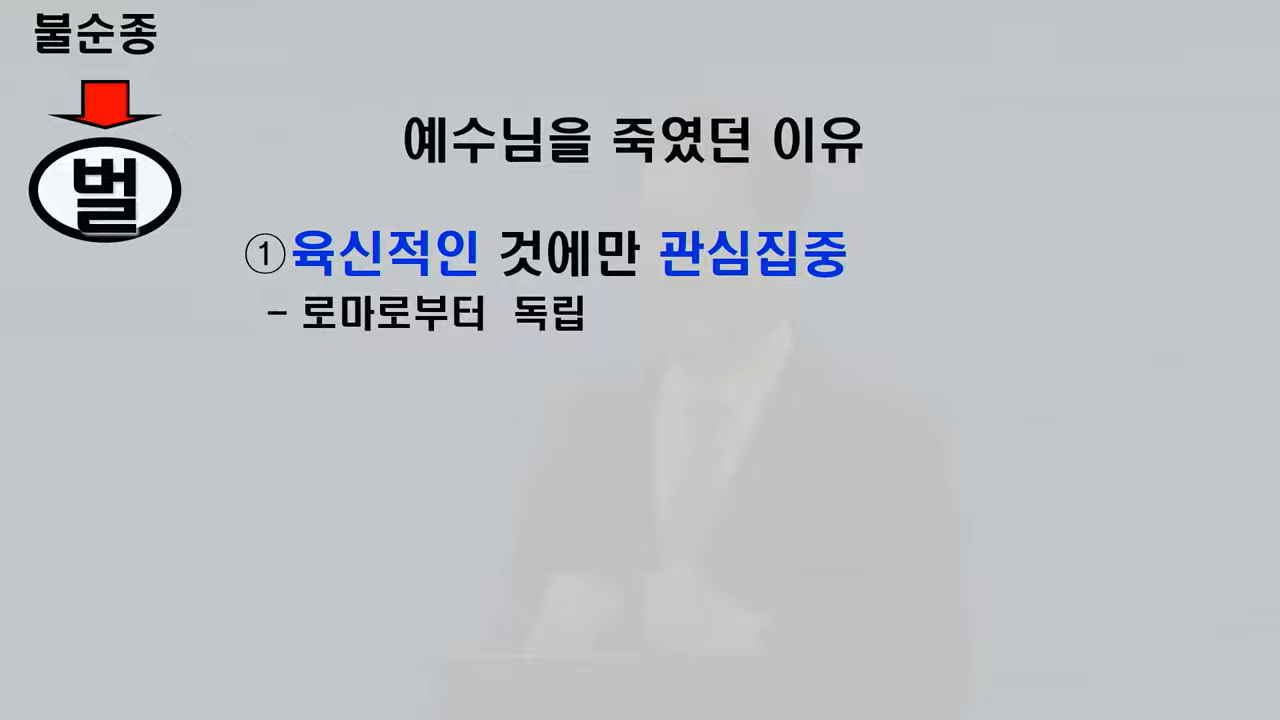 불순종
벌
예수님을 죽였던 이유
①육신적인 것에만 관심집중
- 로마로부터 독립